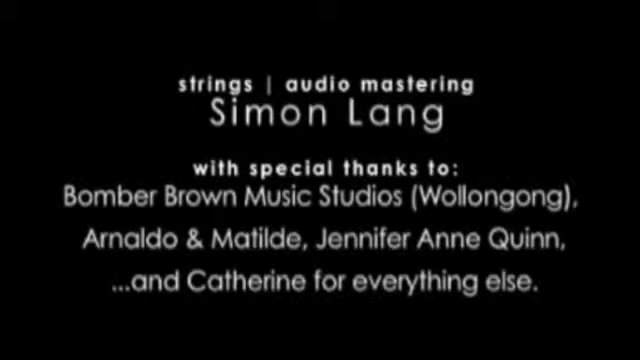 strings | audio mastering
Simon Lang
with special thanks to:
Bomber Brown Music Studios (Wollongong),
Arnaldo & Matilde, Jennifer Anne Quinn,
...and Catherine for everything else.